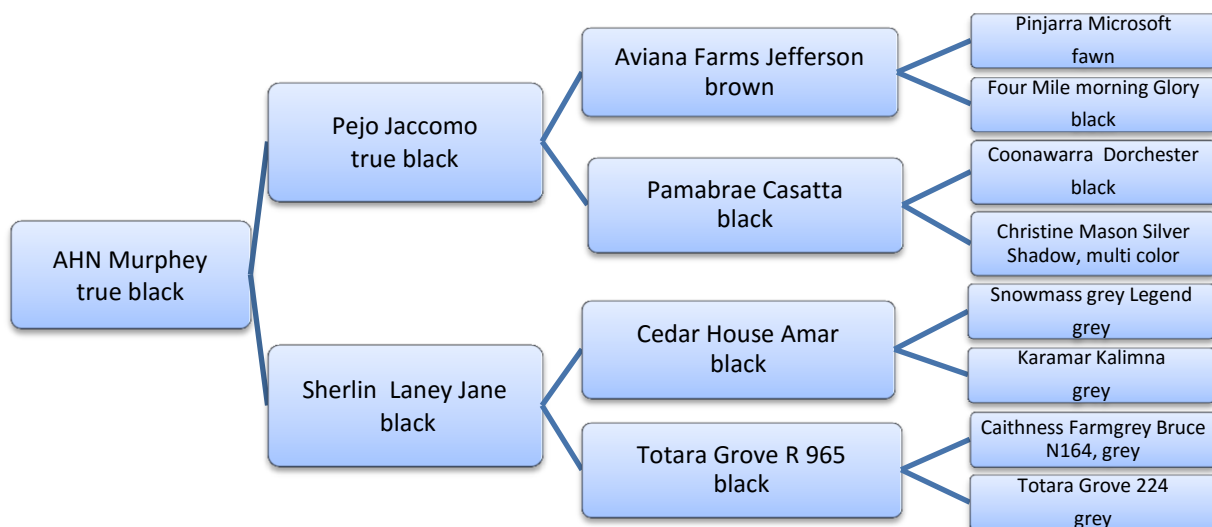 AHN Murphey
true black
Pejo Jaccomo
true black
Sherlin  Laney Jane
black
Aviana Farms Jefferson
brown
Pamabrae Casatta
black
Cedar House Amar
black
Totara Grove R 965
black
Pinjarra Microsoft
fawn
Four Mile morning Glory
black
Coonawarra  Dorchester
black
Christine Mason Silver
Shadow, multi color
Snowmass grey Legend
grey
Karamar Kalimna
grey
Caithness Farmgrey Bruce
N164, grey
Totara Grove 224
grey